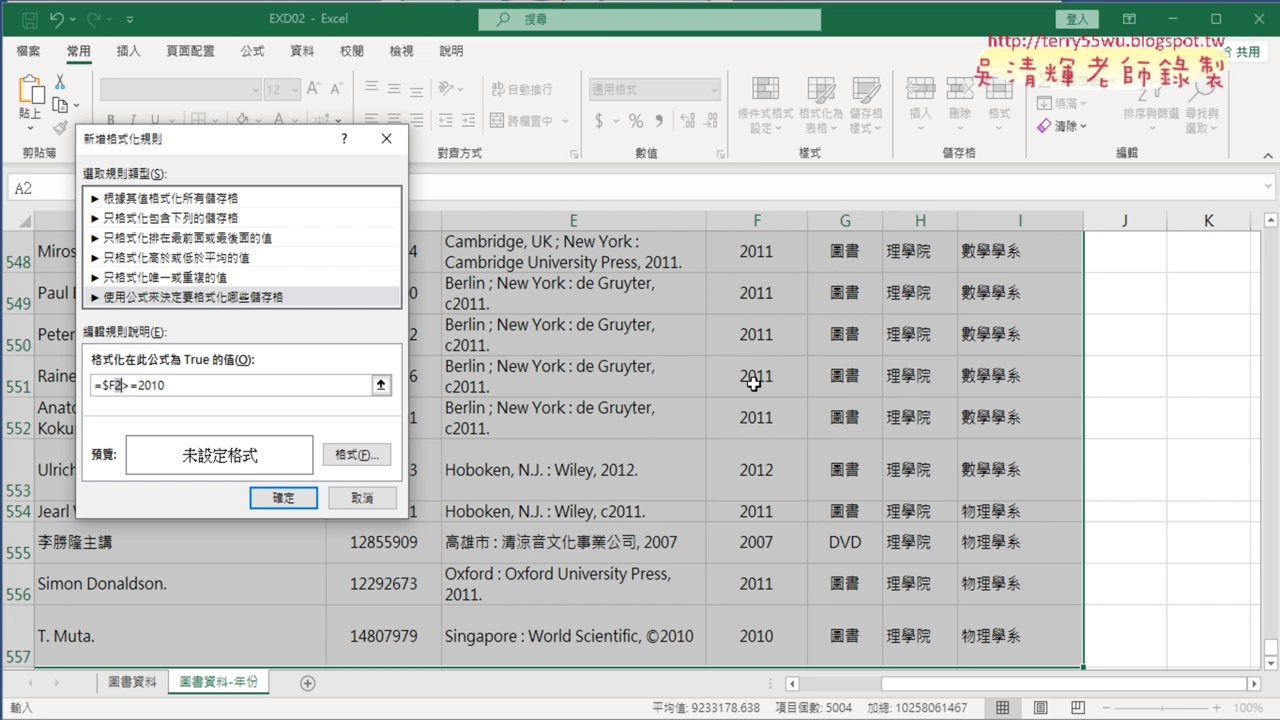 EXD02 - Excel
搜尋
登入
http://terry55wu.blogspot.tw
吳清輝老師錄製
檔案 常用 插入 頁面配置 公式 資料 校閱 檢視 說明 共用
貼上 12 自動換行 通用格式 條件式格式設定 格式化為表格 儲存格樣式 插入 刪除 格式 填滿 清除 排序與篩選 尋找與選取
跨欄置中
剪貼簿 對齊方式 數值 樣式 儲存格 編輯
A2
新增格式化規則 ? ×
選取規則類型(S):
► 根據其值格式化所有儲存格
► 只格式化包含下列的儲存格
► 只格式化排在最前面或最後面的值
► 只格式化高於或低於平均的值
► 只格式化唯一或重複的值
► 使用公式來決定要格式化哪些儲存格
編輯規則說明(E):
格式化在此公式為 True 的值(O):
=$F2>=2010
預覽: 未設定格式 格式(F)...
確定 取消
E F G H I J K
548 Miros 4 Cambridge, UK ; New York : Cambridge University Press, 2011. 2011 圖書 理學院 數學學系
549 Paul 0 Berlin ; New York : de Gruyter, c2011. 2011 圖書 理學院 數學學系
550 Peter 2 Berlin ; New York : de Gruyter, c2011. 2011 圖書 理學院 數學學系
551 Raine 6 Berlin ; New York : de Gruyter, c2011. 2011 圖書 理學院 數學學系
552 Anato Koku 1 Berlin ; New York : de Gruyter, c2011. 2011 圖書 理學院 數學學系
553 Ulrich 3 Hoboken, N.J. : Wiley, 2012. 2012 圖書 理學院 數學學系
554 Jearl 1 Hoboken, N.J. : Wiley, c2011. 2011 圖書 理學院 物理學系
555 李勝隆主講 12855909 高雄市 : 清涼音文化事業公司, 2007 2007 DVD 理學院 物理學系
556 Simon Donaldson. 12292673 Oxford : Oxford University Press, 2011. 2011 圖書 理學院 物理學系
557 T. Muta. 14807979 Singapore : World Scientific, ©2010 2010 圖書 理學院 物理學系
圖書資料 圖書資料-年份
輸入 平均值: 9233178.638 項目個數: 5004 加總: 10258061467 100%